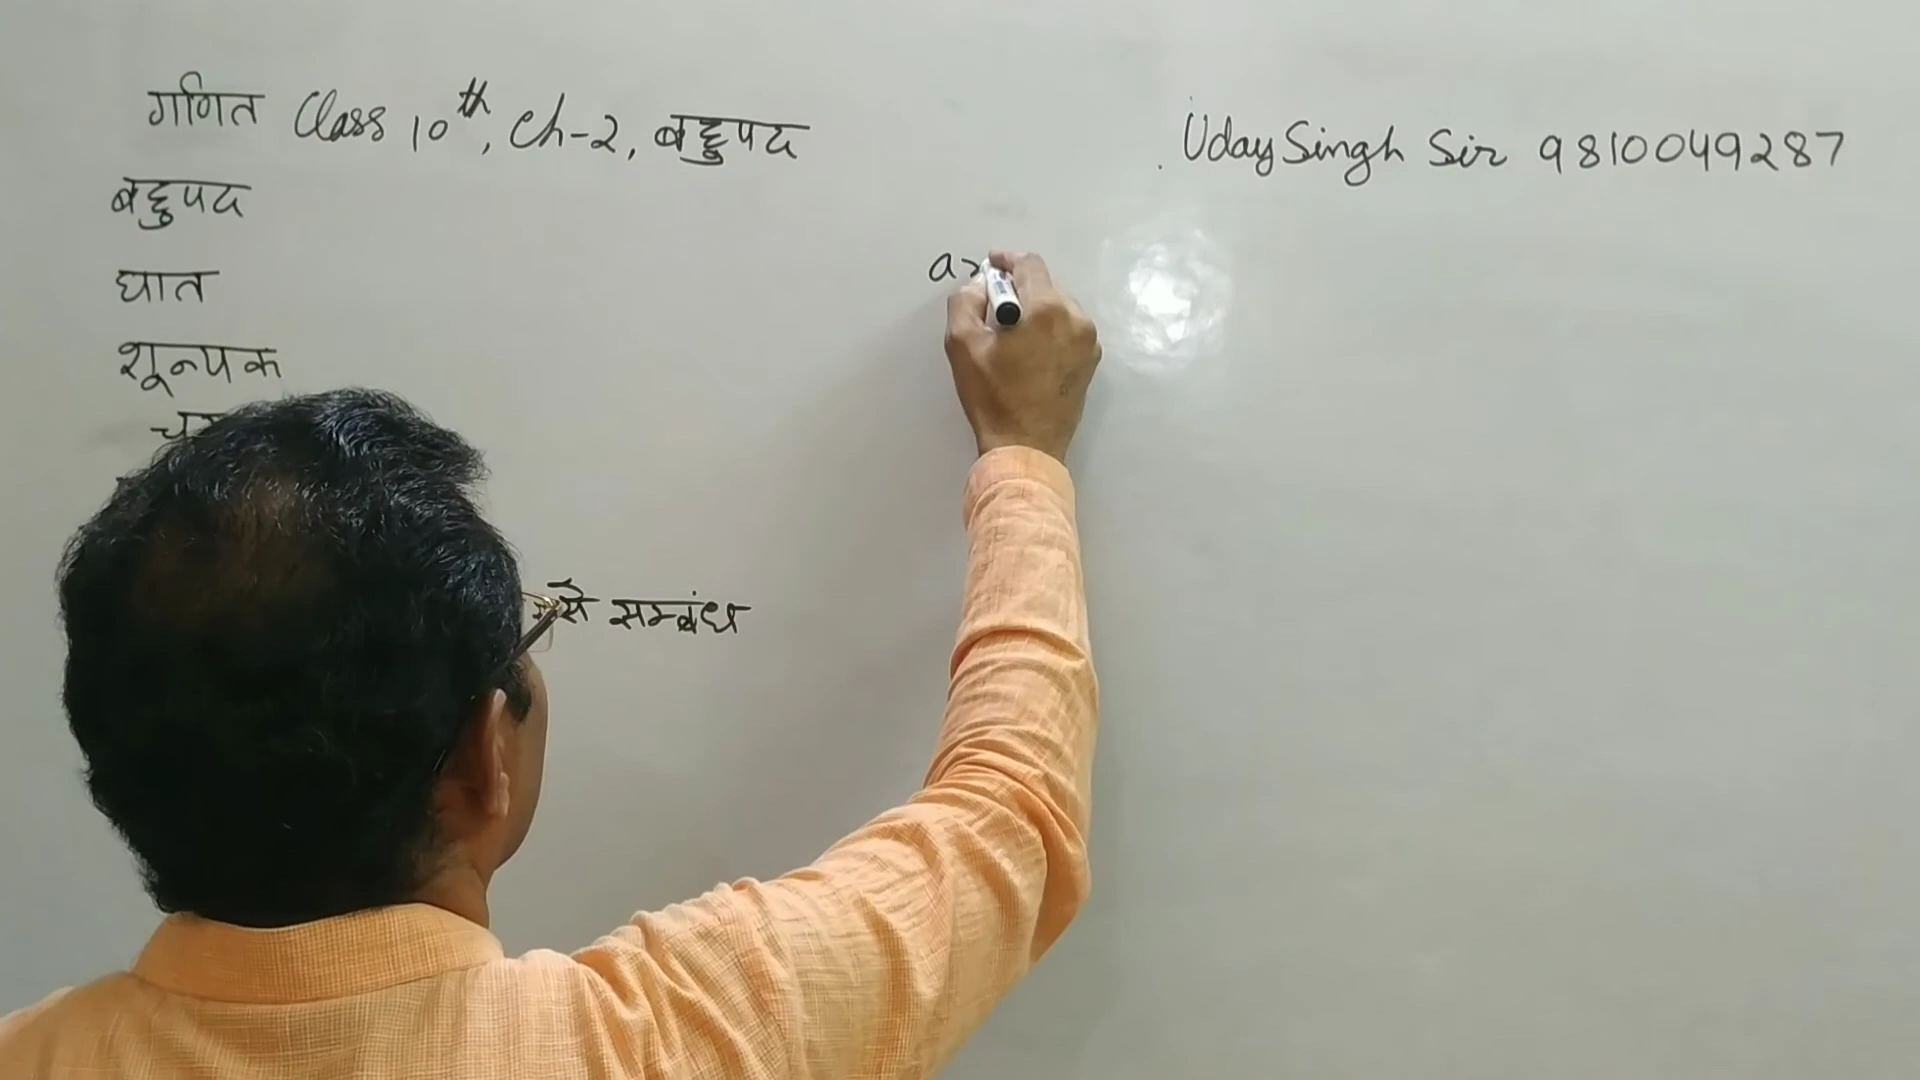 गणित Class 10th, Ch-2, बहुपद
Uday Singh Sir 9810049287
बहुपद
घात
शून्यक
से सम्बंध